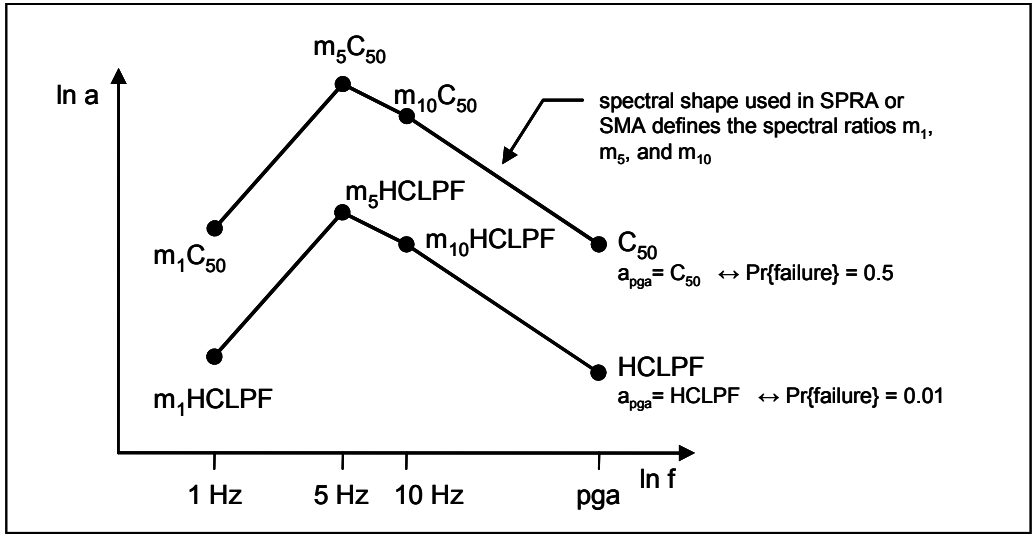 m₅C₅₀
ln a
m₁₀C₅₀
spectral shape used in SPRA or
SMA defines the spectral ratios m₁,
m₅, and m₁₀
m₅HCLPF
m₁C₅₀
m₁₀HCLPF
C₅₀
aₚgₐ= C₅₀ ↔ Pr{failure} = 0.5
HCLPF
aₚgₐ= HCLPF ↔ Pr{failure} = 0.01
m₁HCLPF
ln f
1 Hz
5 Hz
10 Hz
pga